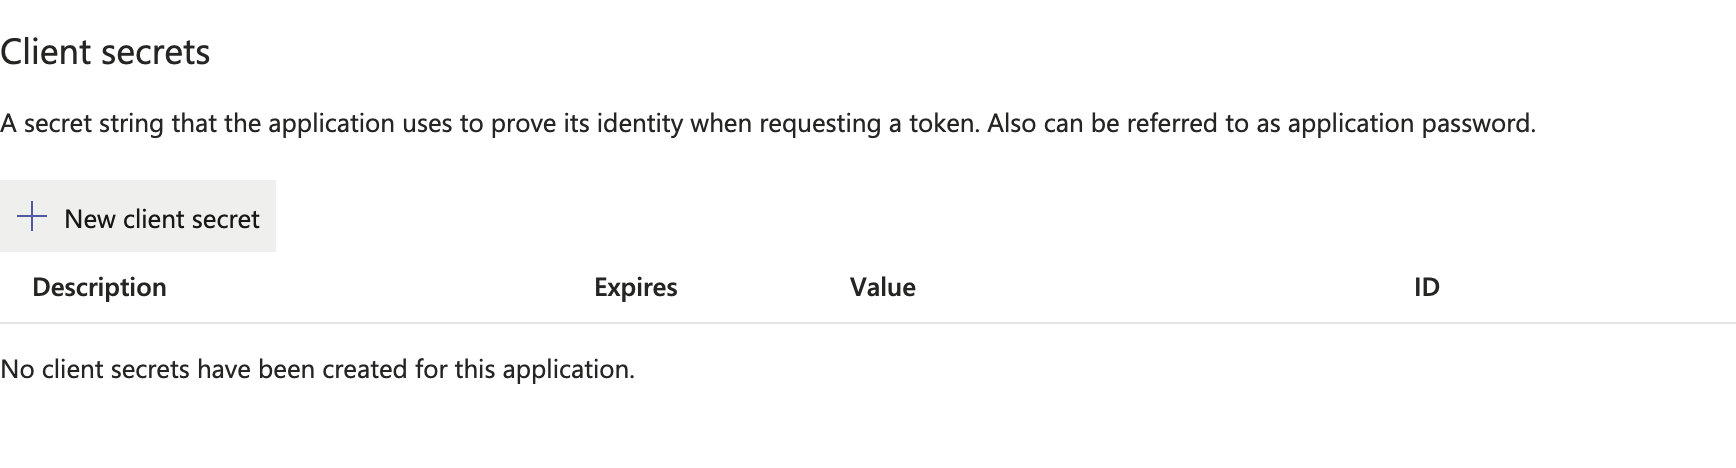 Client secrets
A secret string that the application uses to prove its identity when requesting a token. Also can be referred to as application password.
New client secret
Description Expires Value ID
No client secrets have been created for this application.